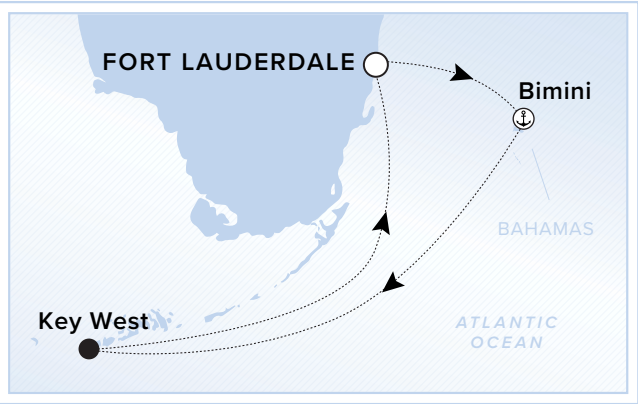 FORT LAUDERDALE
Bimini
BAHAMAS
Key West
ATLANTIC
OCEAN